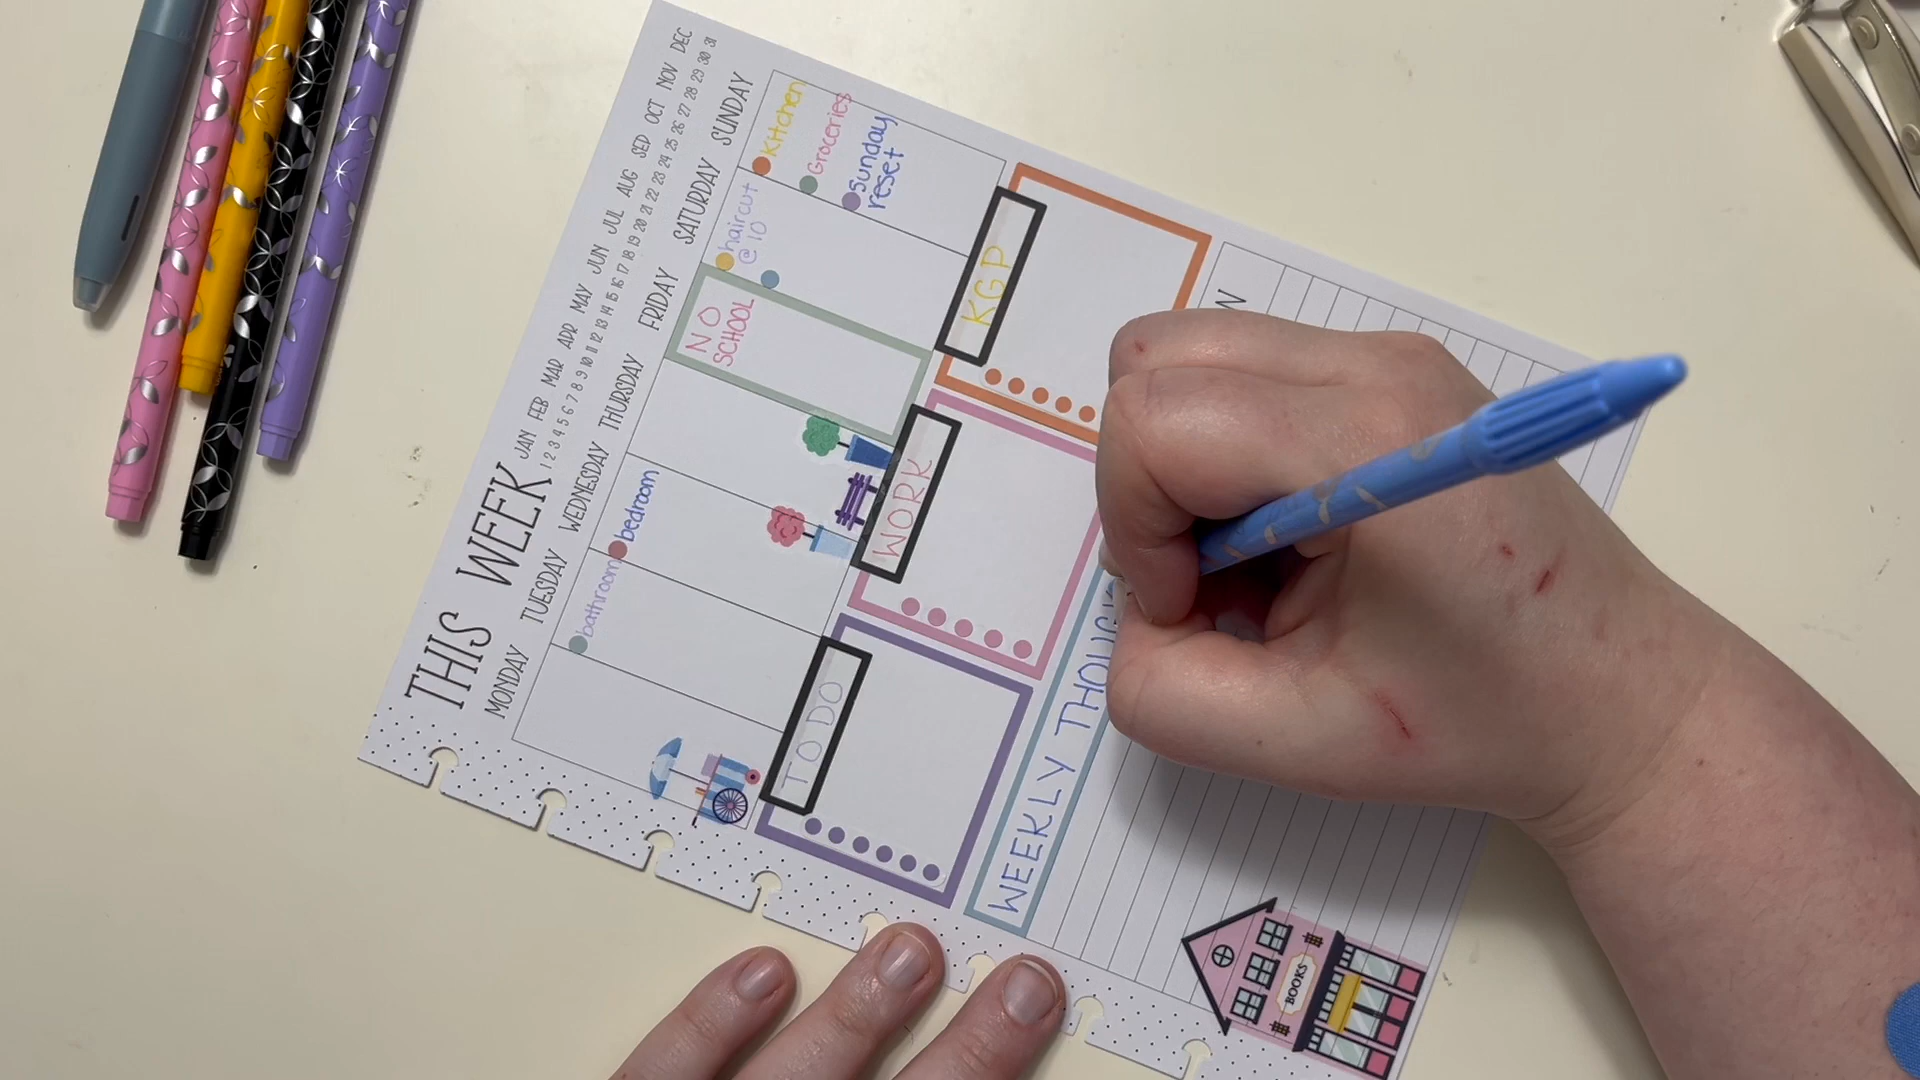 THIS WEEK
JAN FEB MAR APR MAY JUN JUL AUG SEP OCT NOV DEC
1 2 3 4 5 6 7 8 9 10 11 12 13 14 15 16 17 18 19 20 21 22 23 24 25 26 27 28 29 30 31
MONDAY TUESDAY WEDNESDAY THURSDAY FRIDAY SATURDAY SUNDAY
bathroom
bedroom
NO
SCHOOL
haircut
@ 10
Kitchen
Groceries
Sunday
reset
TO DO
WORK
KGP
WEEKLY
BOOKS